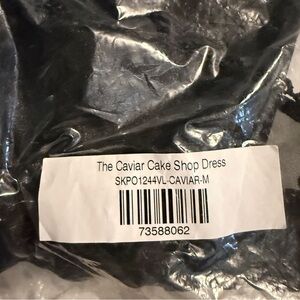 The Caviar Cake Shop Dress
SKPO1244VL-CAVIAR-M
73588062